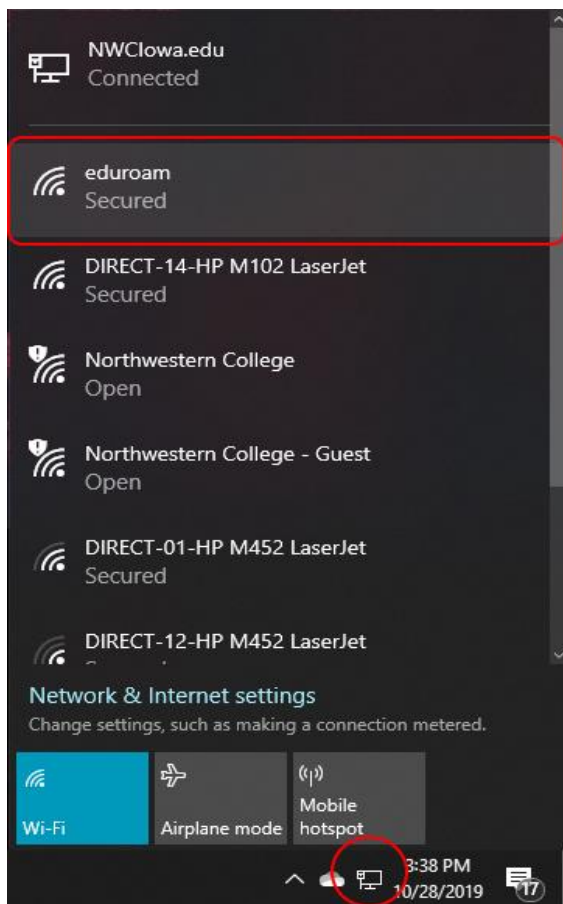 NWCIowa.edu
Connected
eduroam
Secured
DIRECT-14-HP M102 LaserJet
Secured
Northwestern College
Open
Northwestern College - Guest
Open
DIRECT-01-HP M452 LaserJet
Secured
DIRECT-12-HP M452 LaserJet
Network & Internet settings
Change settings, such as making a connection metered.
Wi-Fi
Airplane mode
Mobile
hotspot
3:38 PM
10/28/2019
17